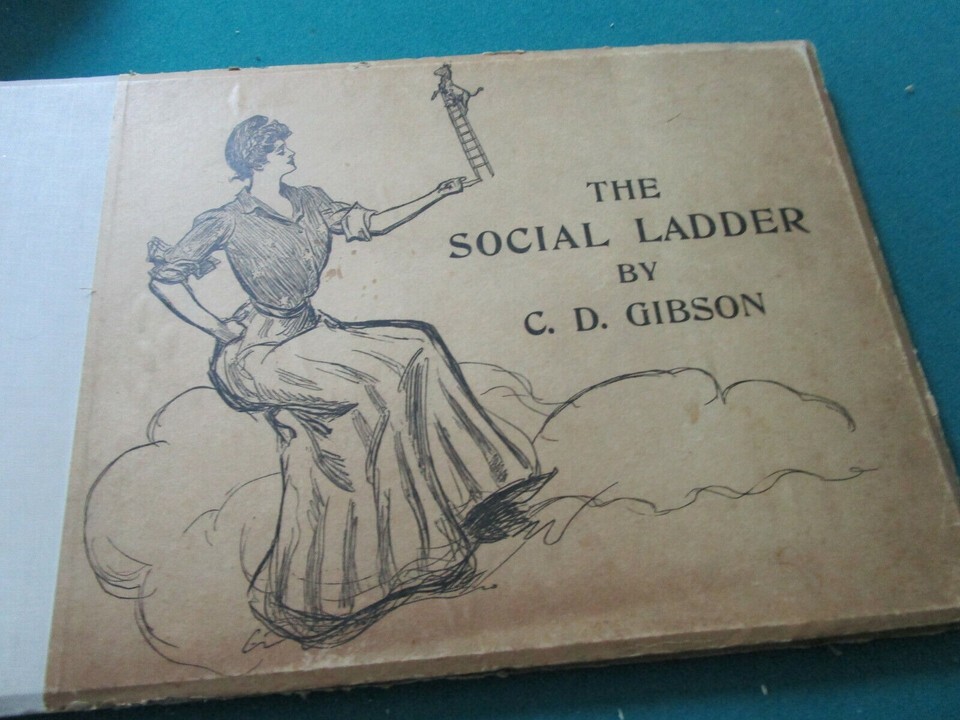 THE
SOCIAL LADDER
BY
C. D. GIBSON